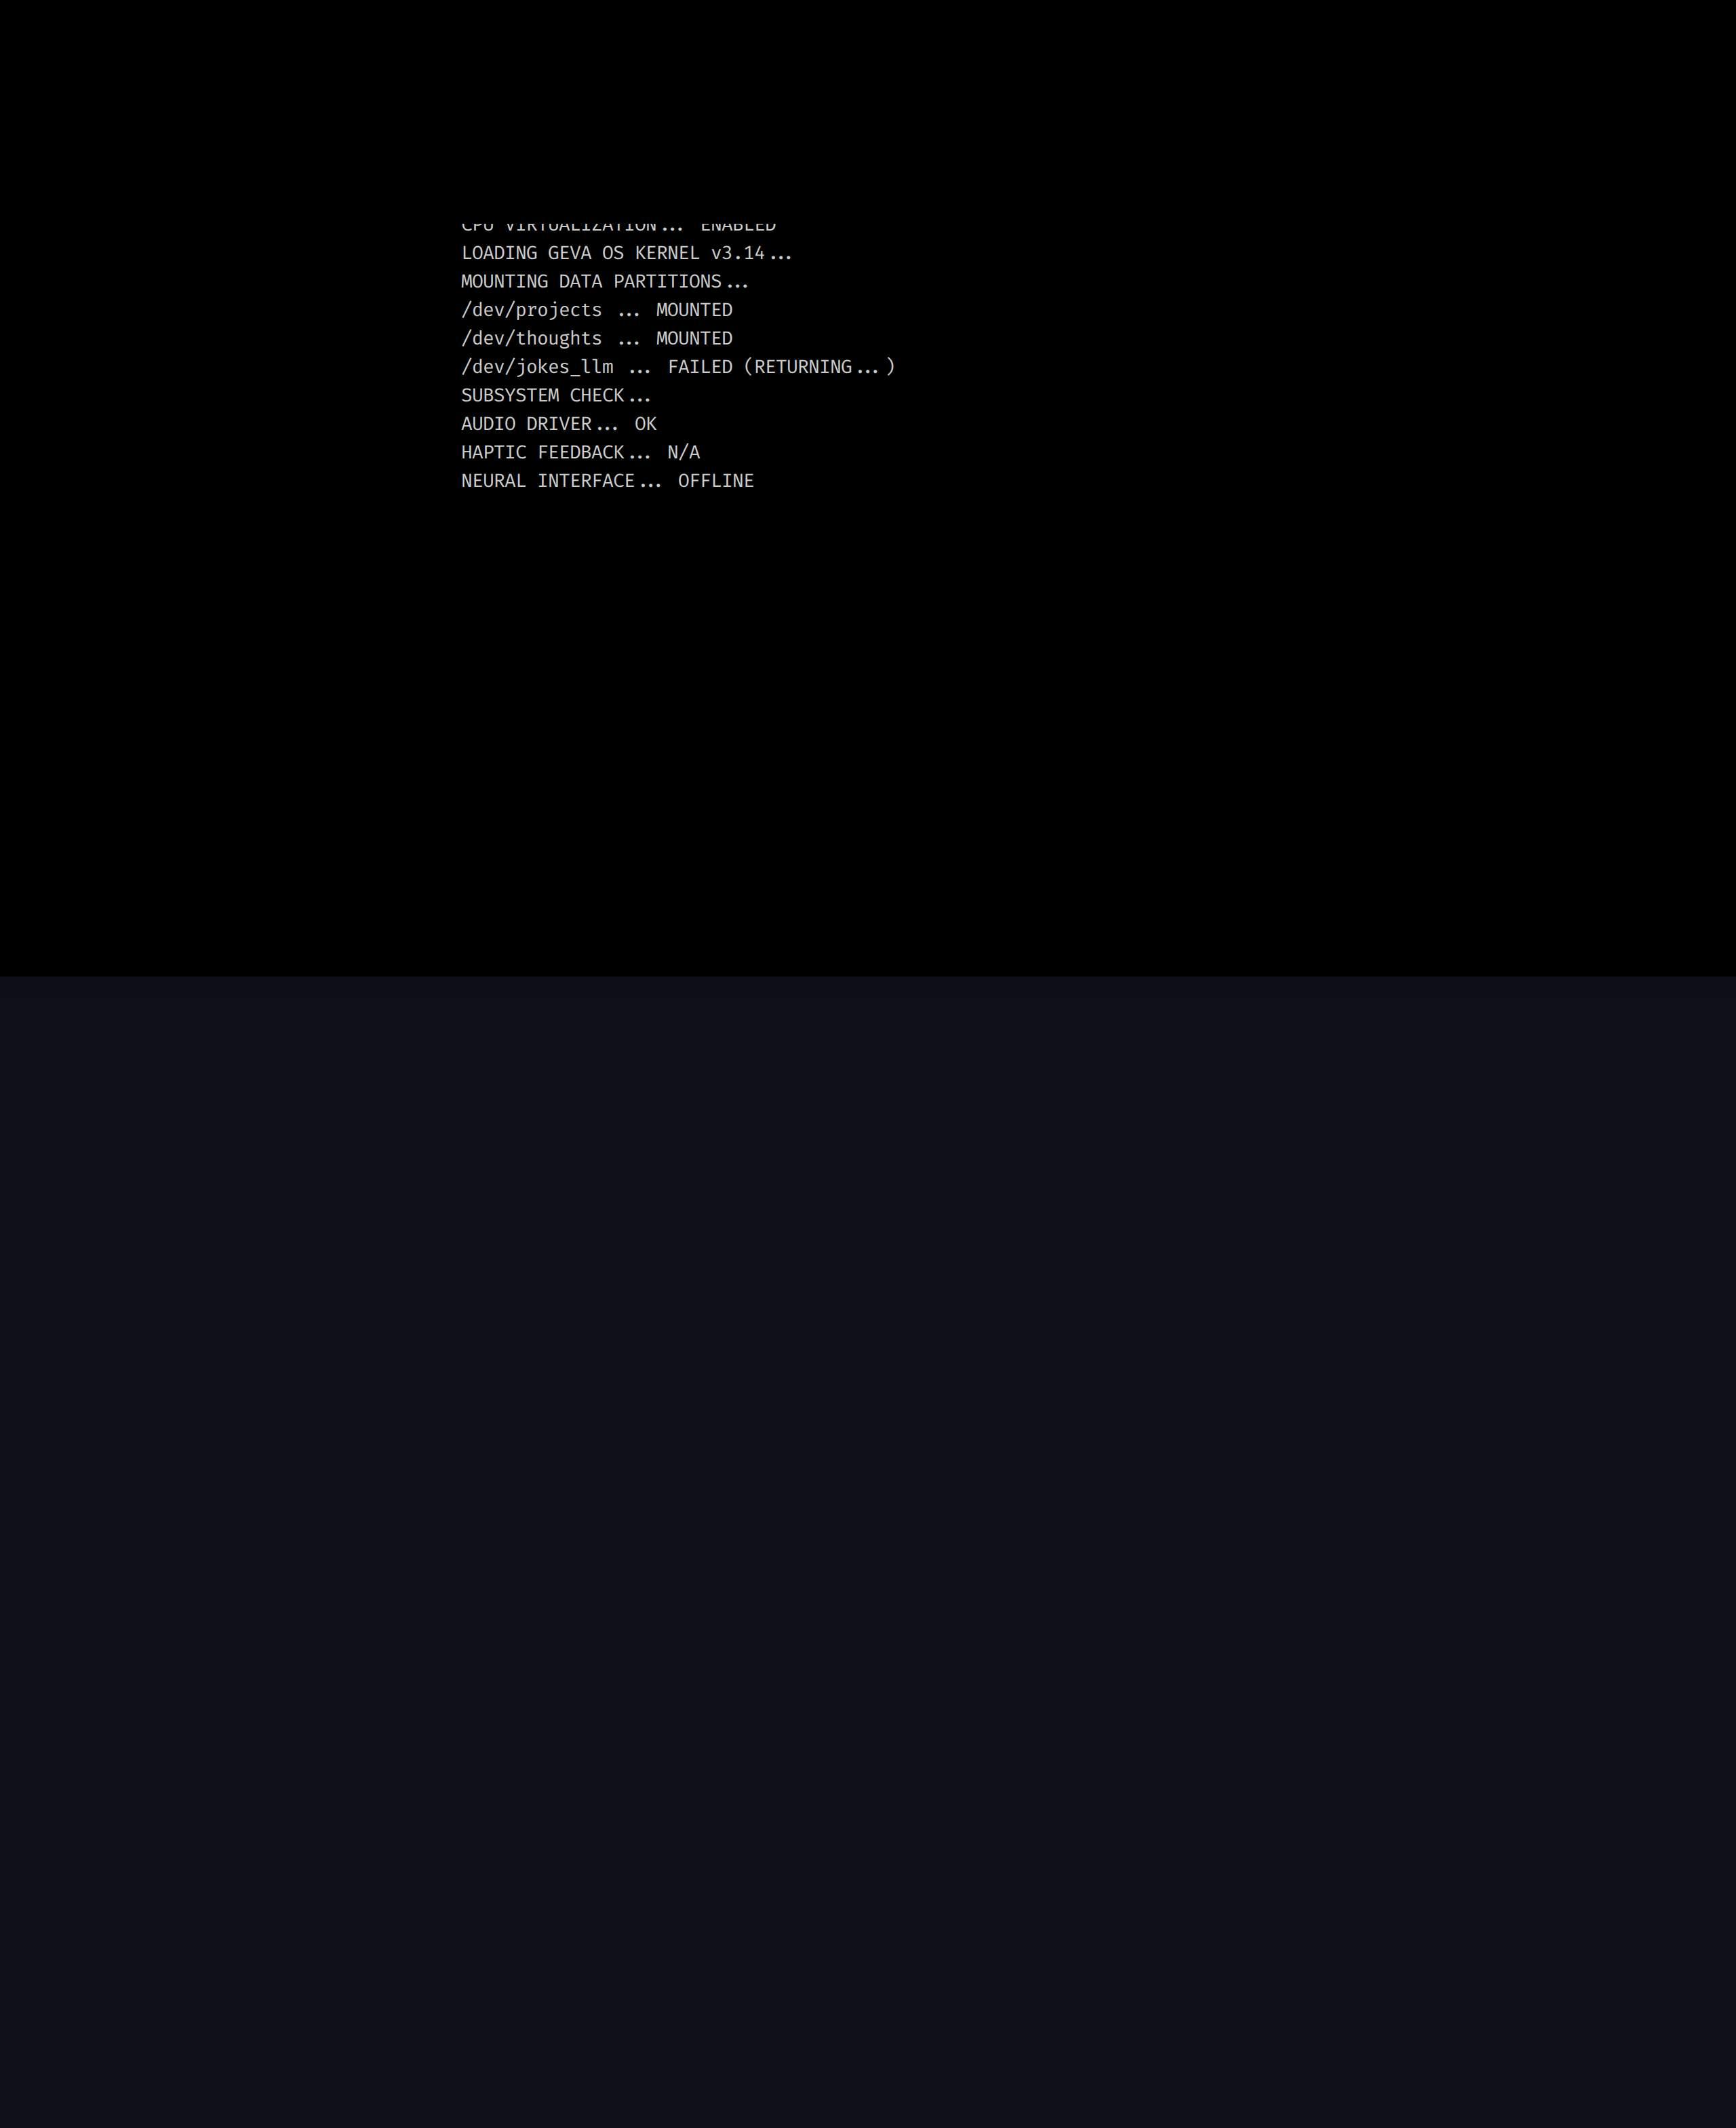 CPU VIRTUALIZATION... ENABLED
LOADING GEVA OS KERNEL v3.14...
MOUNTING DATA PARTITIONS...
/dev/projects ... MOUNTED
/dev/thoughts ... MOUNTED
/dev/jokes_llm ... FAILED (RETURNING...)
SUBSYSTEM CHECK...
AUDIO DRIVER... OK
HAPTIC FEEDBACK... N/A
NEURAL INTERFACE... OFFLINE